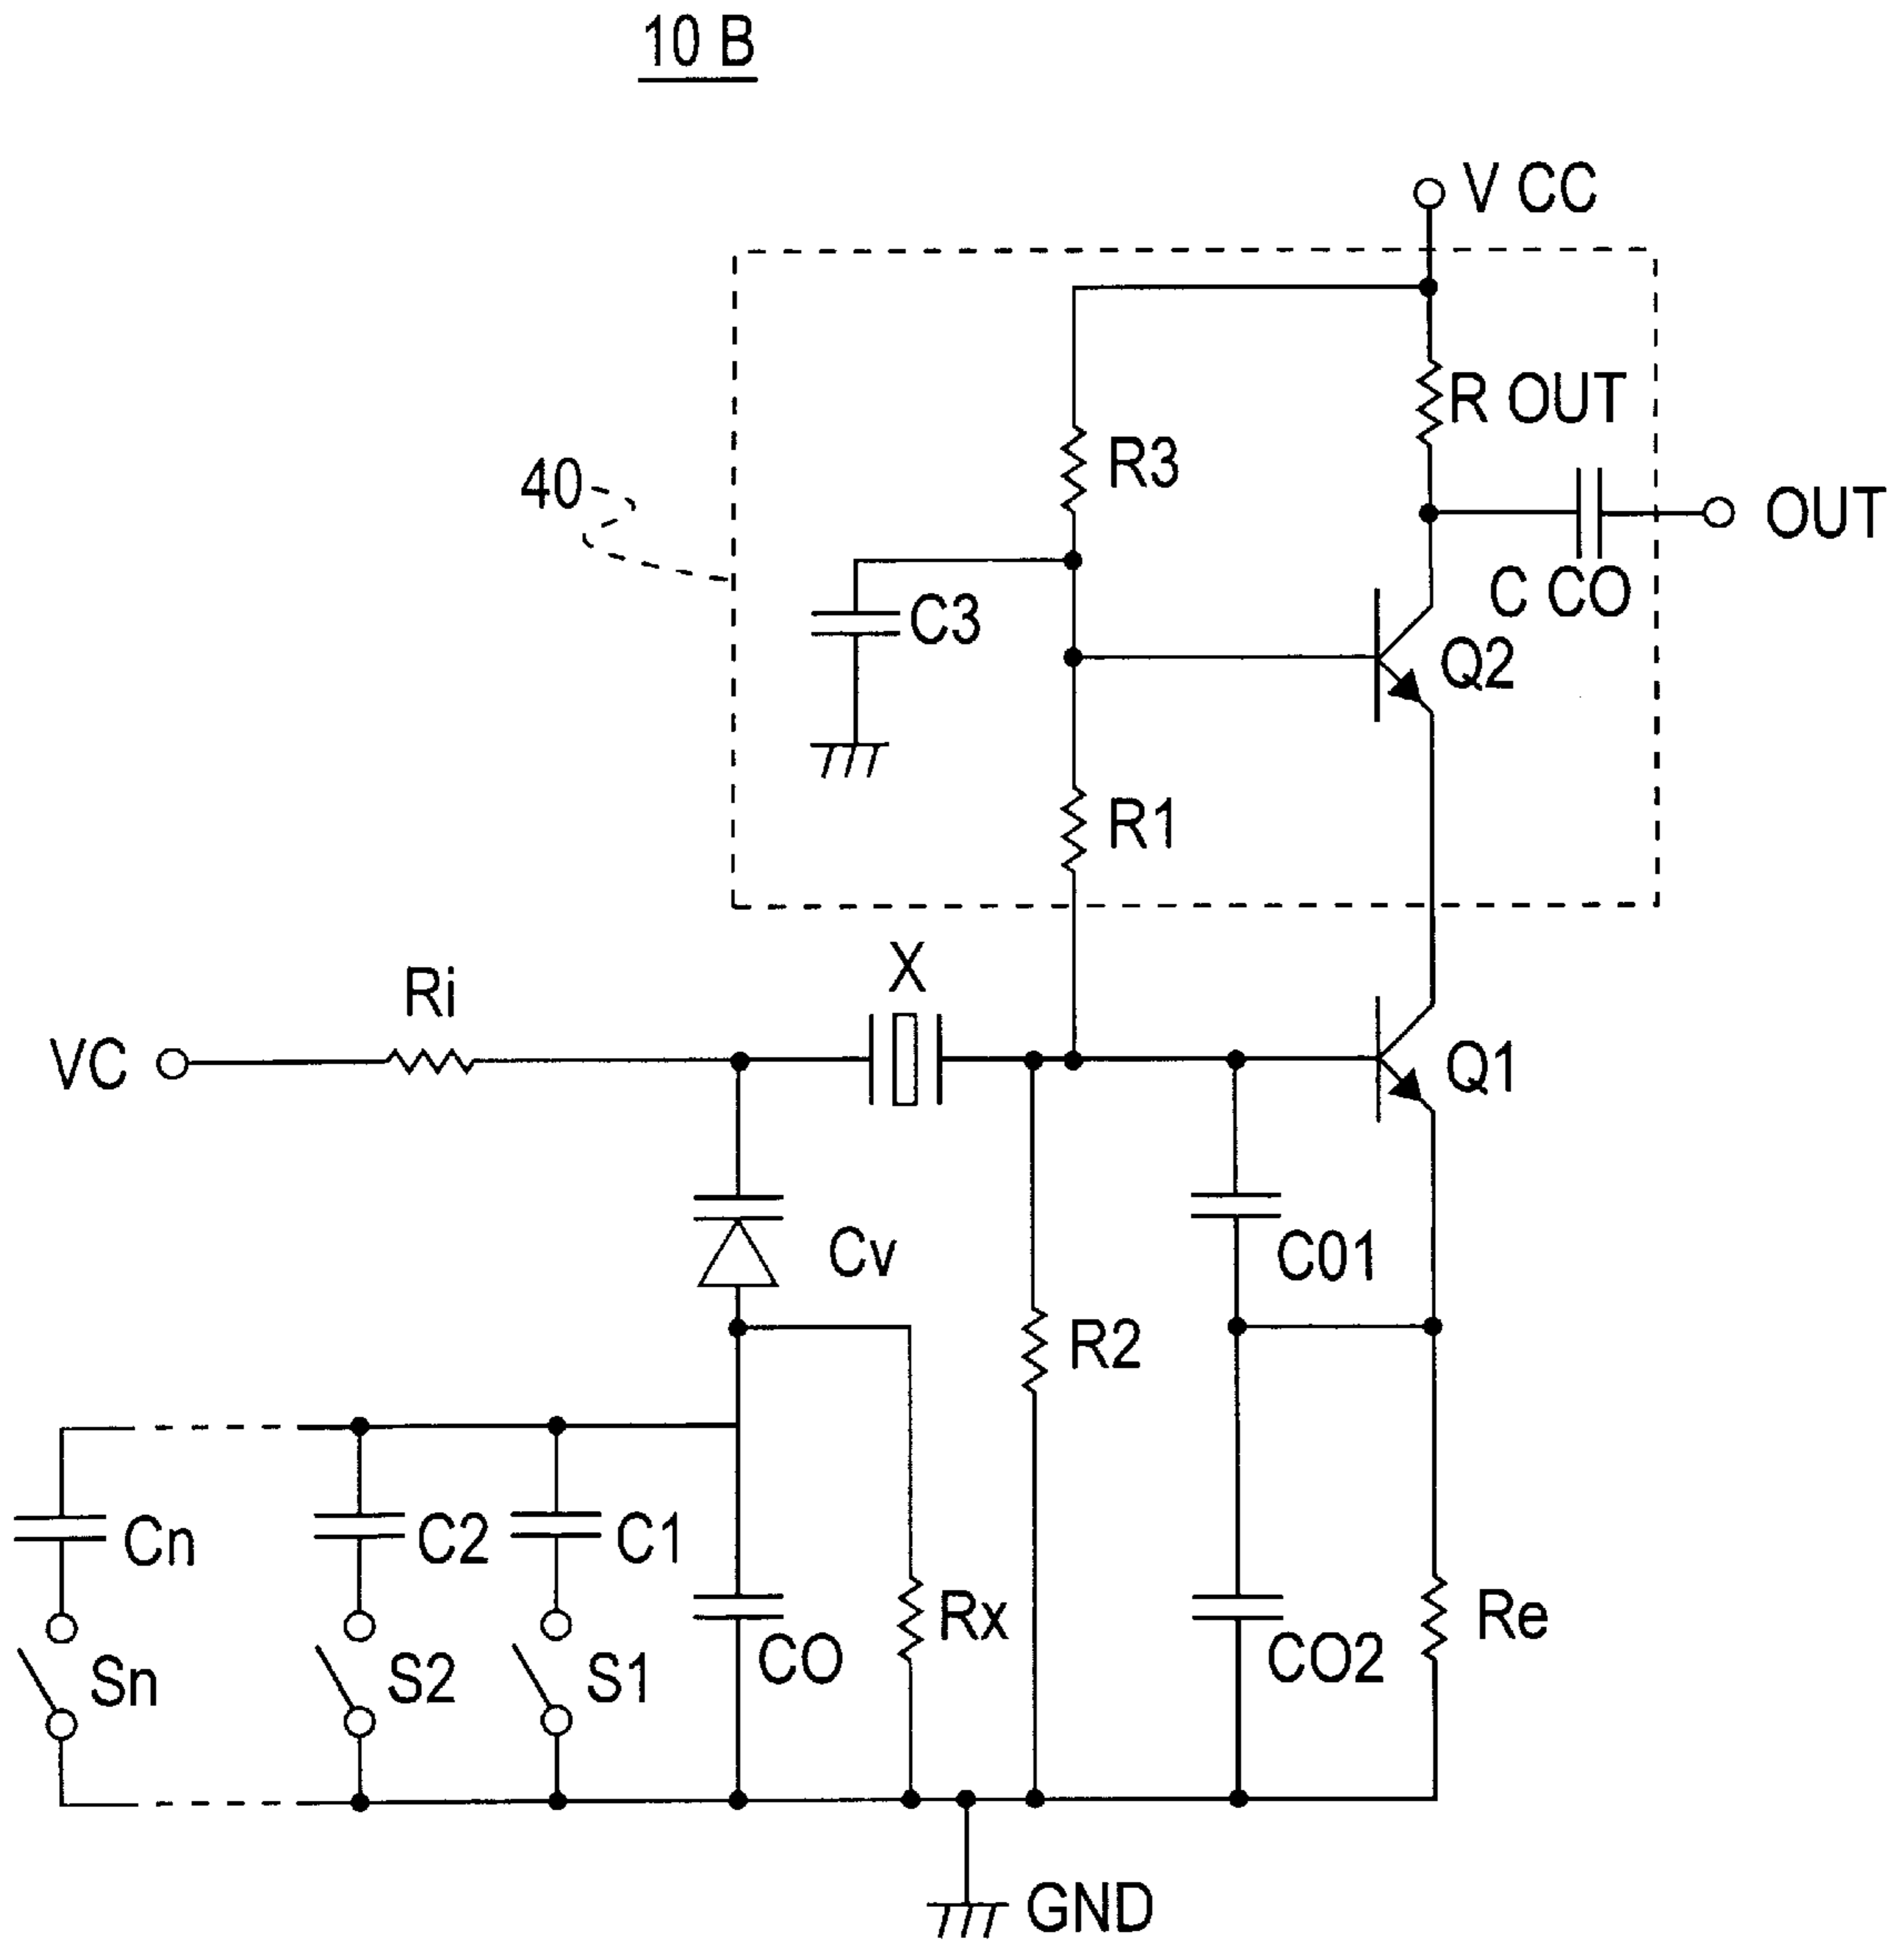 10 B
V CC
R OUT
R3
40
OUT
C CO
C3
Q2
R1
X
Ri
VC
Q1
Cv
C01
R2
Cn
C2
C1
Rx
Re
CO
CO2
Sn
S2
S1
GND